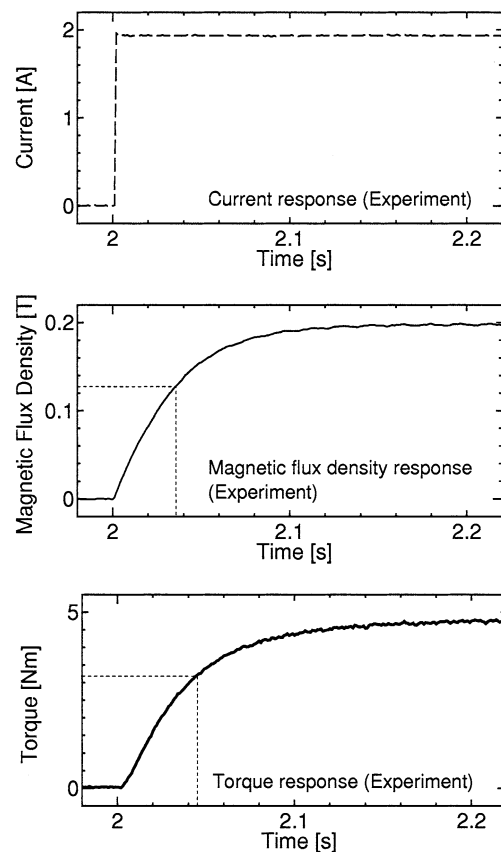 Current [A]
2
1
0
Current response (Experiment)
2
2.1
2.2
Time [s]
Magnetic Flux Density [T]
0.2
0.1
0
Magnetic flux density response
(Experiment)
2
2.1
2.2
Time [s]
Torque [Nm]
5
0
Torque response (Experiment)
2
2.1
2.2
Time [s]